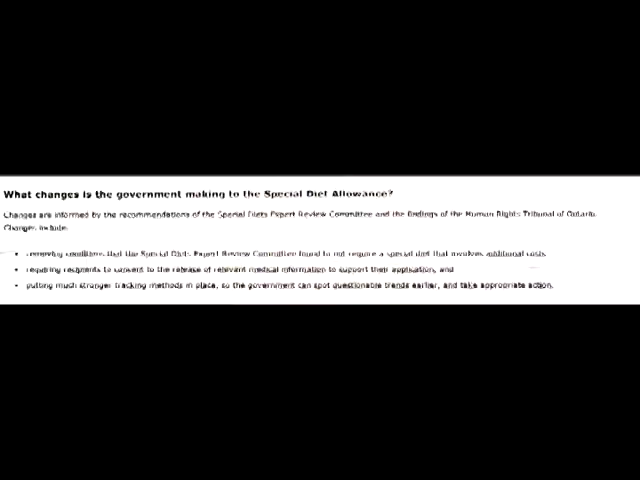 What changes is the government making to the Special Diet Allowance?
Changes are informed by the recommendations of the Special Diets Expert Review Committee and the findings of the Human Rights Tribunal of Ontario.
Changes include:
• removing conditions that the Special Diets Expert Review Committee found to not require a special diet that involves additional costs
• requiring recipients to consent to the release of relevant medical information to support their application, and
• putting much stronger tracking methods in place, so the government can spot questionable trends earlier, and take appropriate action.